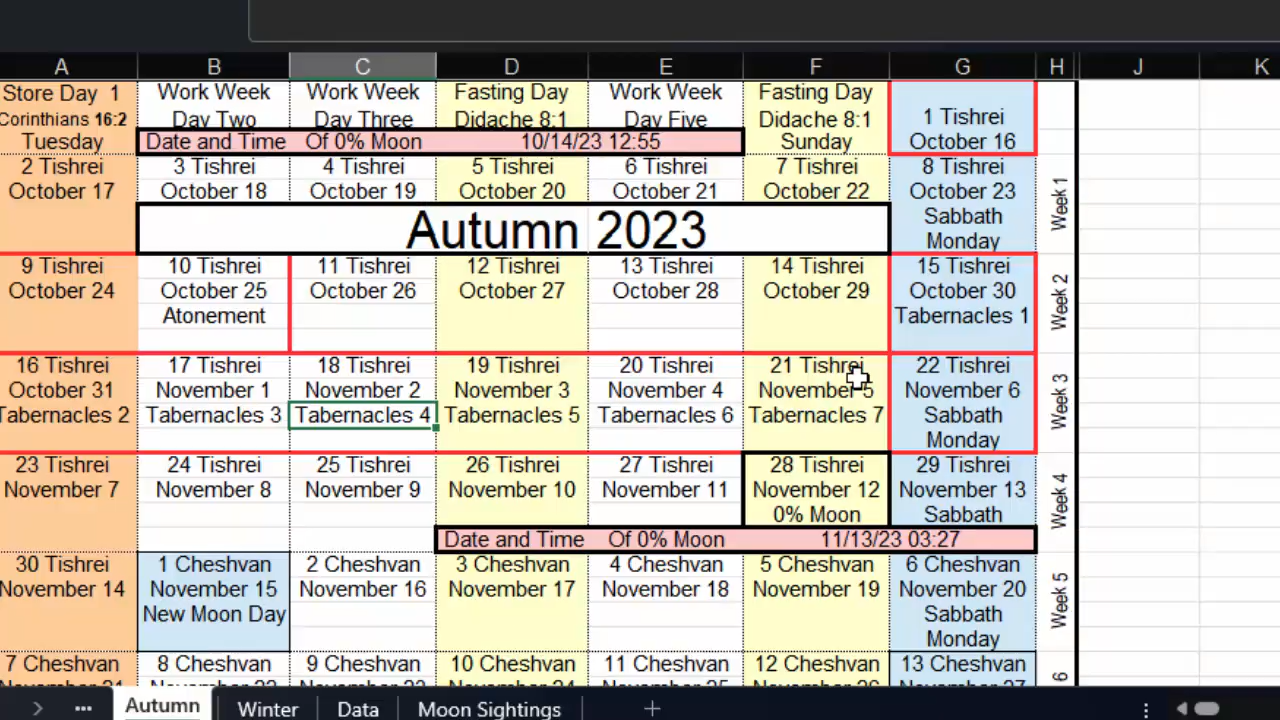 A B C D E F G H J K
Store Day 1 Work Week Work Week Fasting Day Work Week Fasting Day
Corinthians 16:2 Day Two Day Three Didache 8:1 Day Five Didache 8:1 1 Tishrei
Tuesday Date and Time Of 0% Moon 10/14/23 12:55 Sunday October 16
2 Tishrei 3 Tishrei 4 Tishrei 5 Tishrei 6 Tishrei 7 Tishrei 8 Tishrei
October 17 October 18 October 19 October 20 October 21 October 22 October 23
Sabbath
Autumn 2023
Monday
Week 1
9 Tishrei 10 Tishrei 11 Tishrei 12 Tishrei 13 Tishrei 14 Tishrei 15 Tishrei
October 24 October 25 October 26 October 27 October 28 October 29 October 30
Atonement Tabernacles 1
Week 2
16 Tishrei 17 Tishrei 18 Tishrei 19 Tishrei 20 Tishrei 21 Tishrei 22 Tishrei
October 31 November 1 November 2 November 3 November 4 November 5 November 6
Tabernacles 2 Tabernacles 3 Tabernacles 4 Tabernacles 5 Tabernacles 6 Tabernacles 7 Sabbath
Monday
Week 3
23 Tishrei 24 Tishrei 25 Tishrei 26 Tishrei 27 Tishrei 28 Tishrei 29 Tishrei
November 7 November 8 November 9 November 10 November 11 November 12 November 13
0% Moon Sabbath
Date and Time Of 0% Moon 11/13/23 03:27
Week 4
30 Tishrei 1 Cheshvan 2 Cheshvan 3 Cheshvan 4 Cheshvan 5 Cheshvan 6 Cheshvan
November 14 November 15 November 16 November 17 November 18 November 19 November 20
New Moon Day Sabbath
Monday
Week 5
7 Cheshvan 8 Cheshvan 9 Cheshvan 10 Cheshvan 11 Cheshvan 12 Cheshvan 13 Cheshvan
6
Autumn Winter Data Moon Sightings